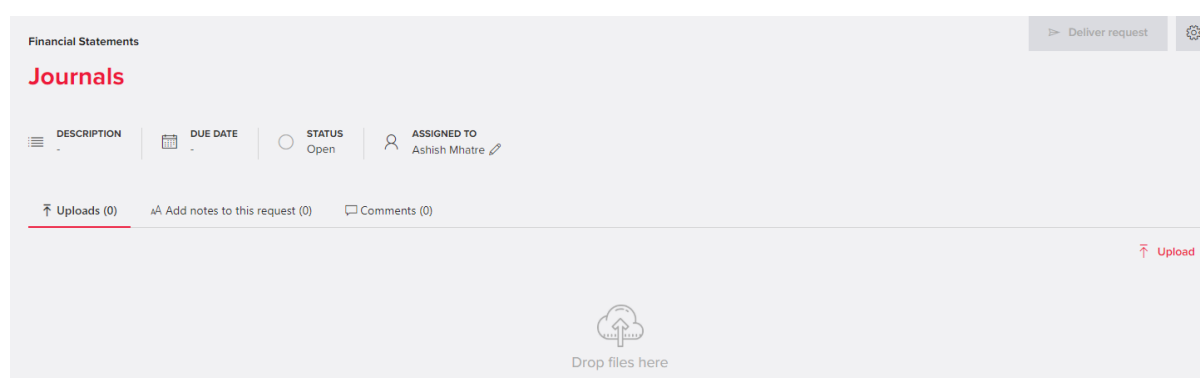 Financial Statements
Deliver request
Journals
DESCRIPTION
-
DUE DATE
-
STATUS
Open
ASSIGNED TO
Ashish Mhatre
Uploads (0)
AA Add notes to this request (0)
Comments (0)
Upload
Drop files here